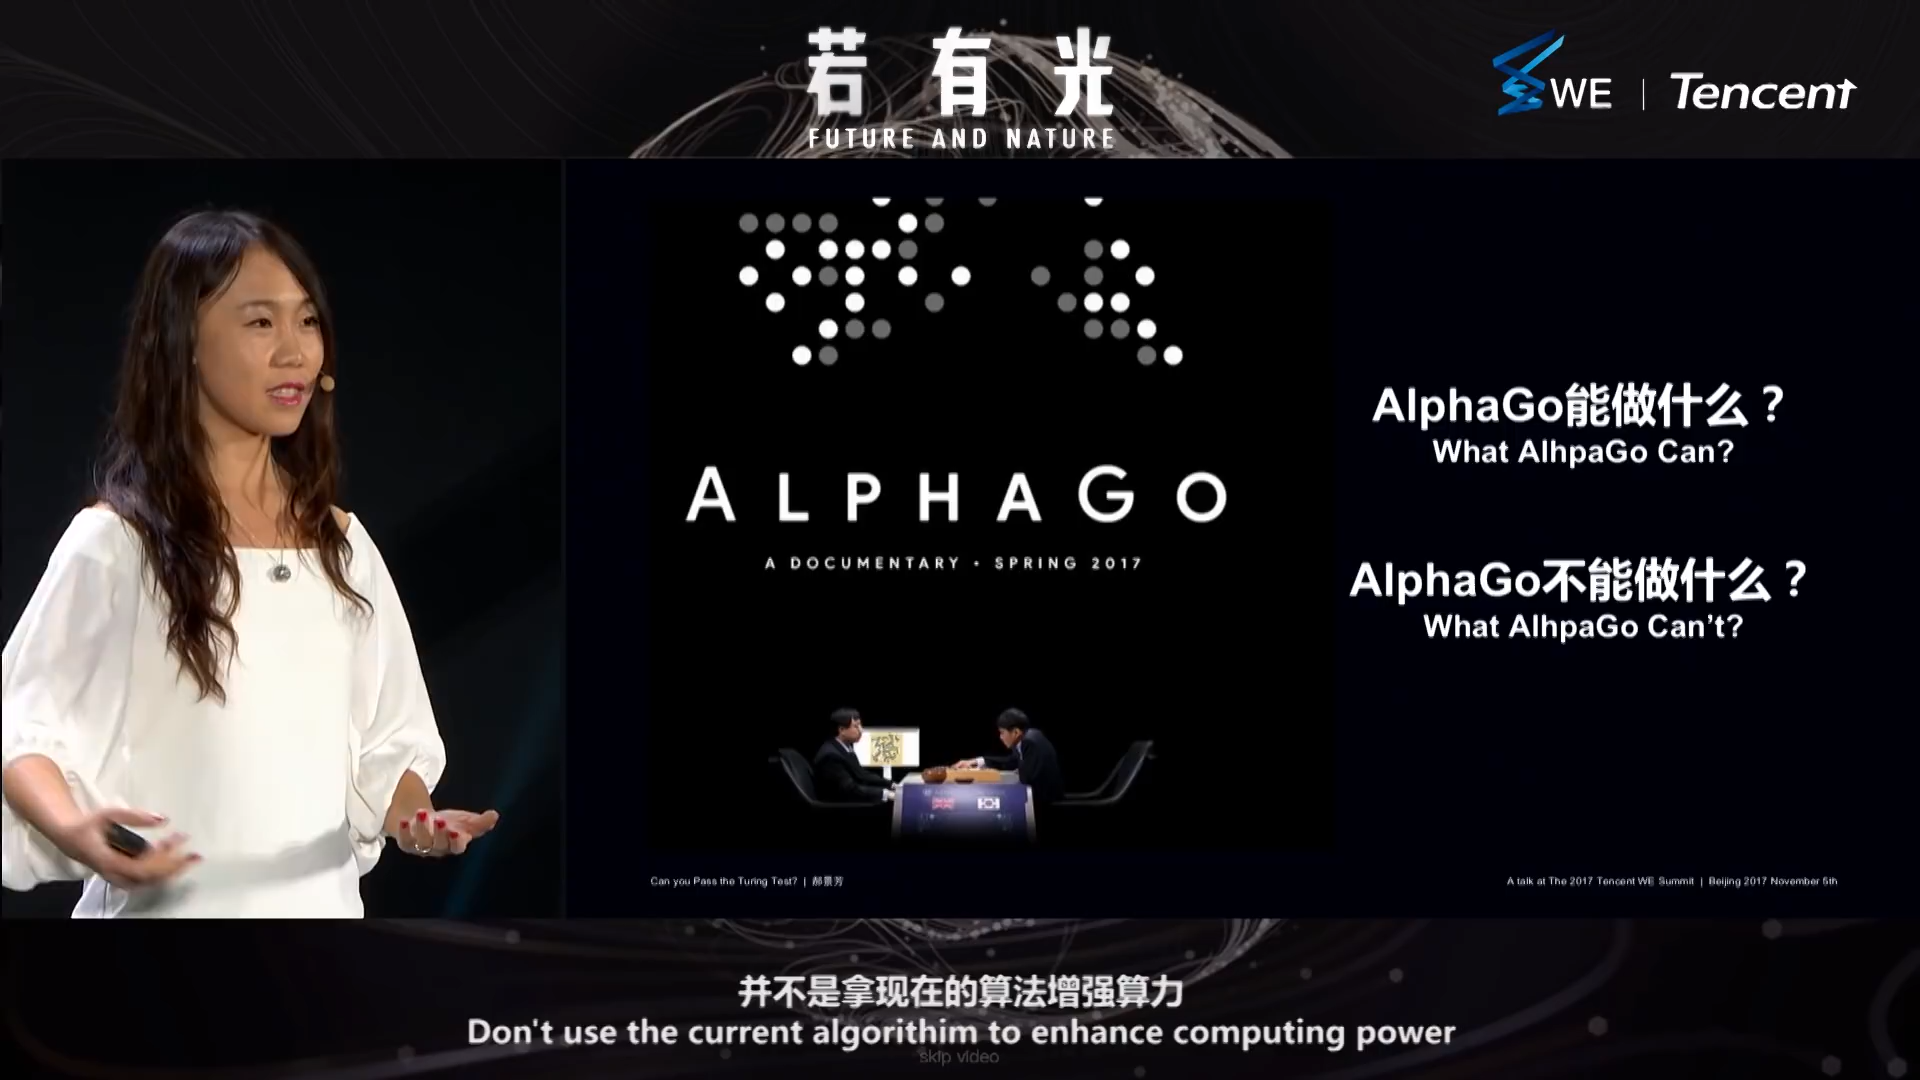 若有光
FUTURE AND NATURE
WE | Tencent
ALPHAGO
A DOCUMENTARY • SPRING 2017
AlphaGo能做什么？
What AlhpaGo Can?
AlphaGo不能做什么？
What AlhpaGo Can’t?
Can you Pass the Turing Test? | 郝景芳
A talk at The 2017 Tencent WE Summit | Beijing 2017 November 5th
并不是拿现在的算法增强算力
Don't use the current algorithim to enhance computing power
skip video